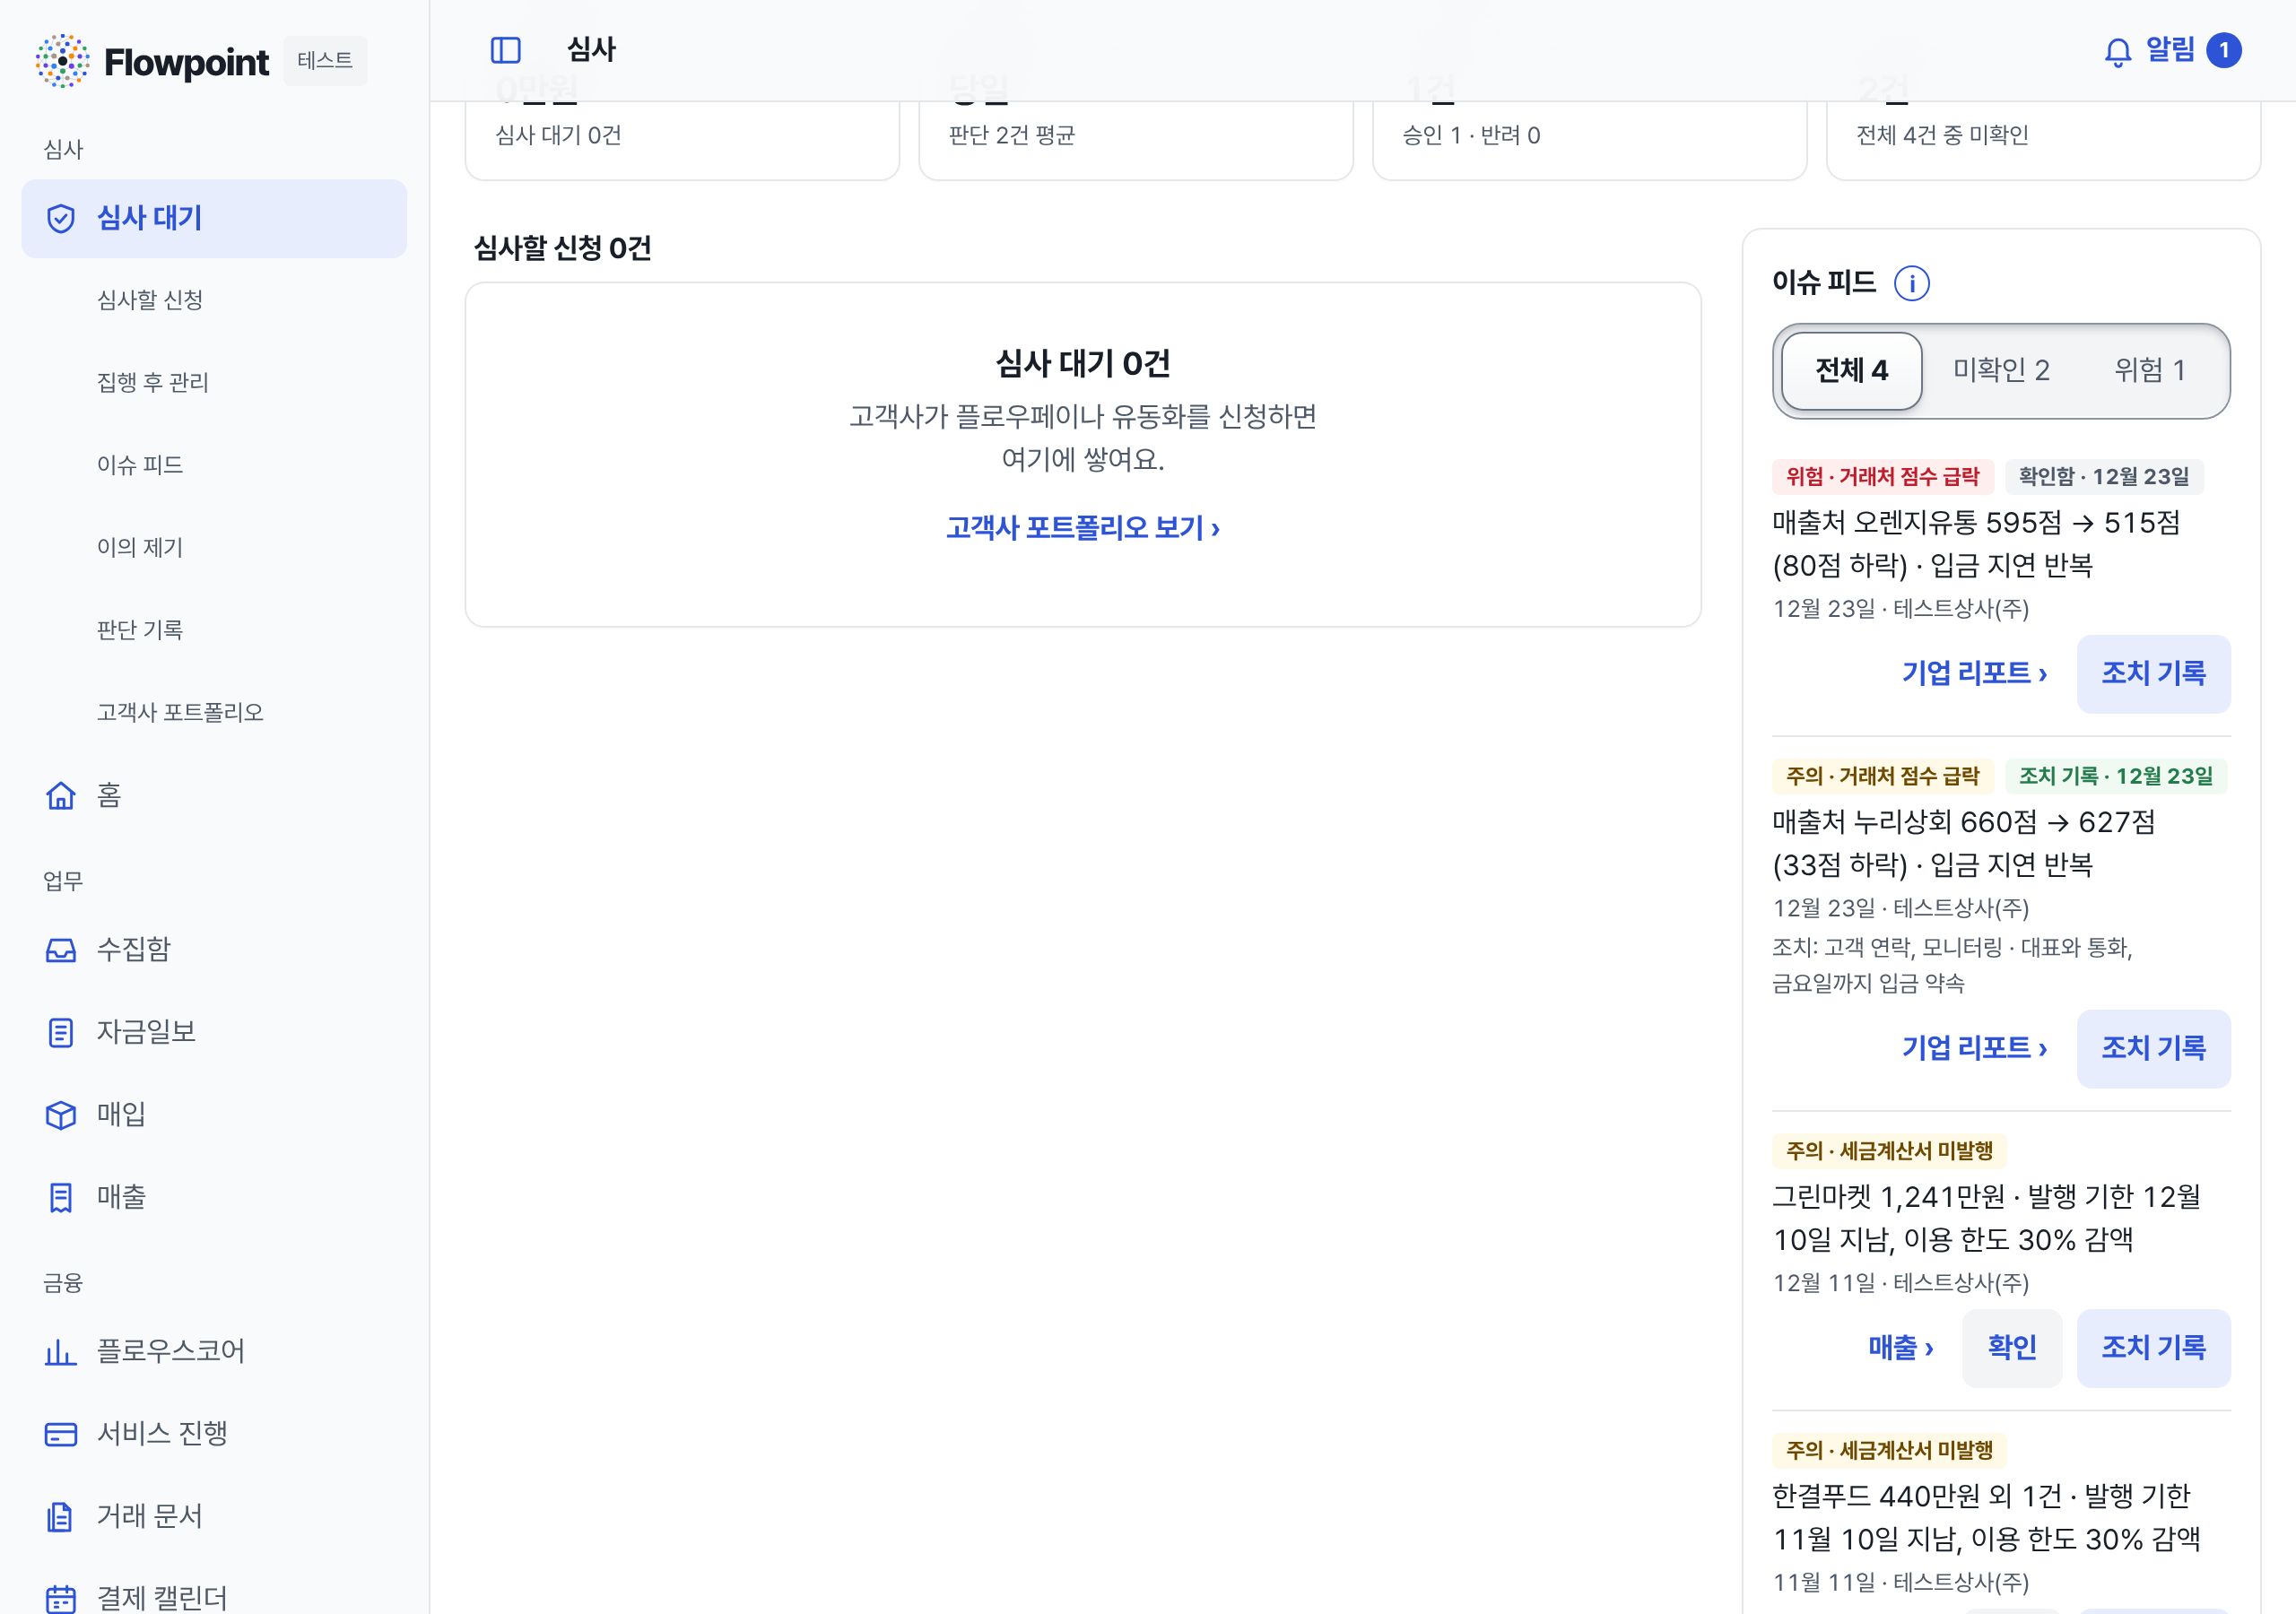 Flowpoint
테스트
심사
심사 대기
심사할 신청
집행 후 관리
이슈 피드
이의 제기
판단 기록
고객사 포트폴리오
홈
업무
수집함
자금일보
매입
매출
금융
플로우스코어
서비스 진행
거래 문서
결제 캘린더
심사
알림 1
0만원
심사 대기 0건
당일
판단 2건 평균
1건
승인 1 · 반려 0
2건
전체 4건 중 미확인
심사할 신청 0건
심사 대기 0건
고객사가 플로우페이나 유동화를 신청하면
여기에 쌓여요.
고객사 포트폴리오 보기 ›
이슈 피드 i
전체 4 미확인 2 위험 1
위험 · 거래처 점수 급락 확인함 · 12월 23일
매출처 오렌지유통 595점 → 515점
(80점 하락) · 입금 지연 반복
12월 23일 · 테스트상사(주)
기업 리포트 › 조치 기록
주의 · 거래처 점수 급락 조치 기록 · 12월 23일
매출처 누리상회 660점 → 627점
(33점 하락) · 입금 지연 반복
12월 23일 · 테스트상사(주)
조치: 고객 연락, 모니터링 · 대표와 통화,
금요일까지 입금 약속
기업 리포트 › 조치 기록
주의 · 세금계산서 미발행
그린마켓 1,241만원 · 발행 기한 12월
10일 지남, 이용 한도 30% 감액
12월 11일 · 테스트상사(주)
매출 › 확인 조치 기록
주의 · 세금계산서 미발행
한결푸드 440만원 외 1건 · 발행 기한
11월 10일 지남, 이용 한도 30% 감액
11월 11일 · 테스트상사(주)